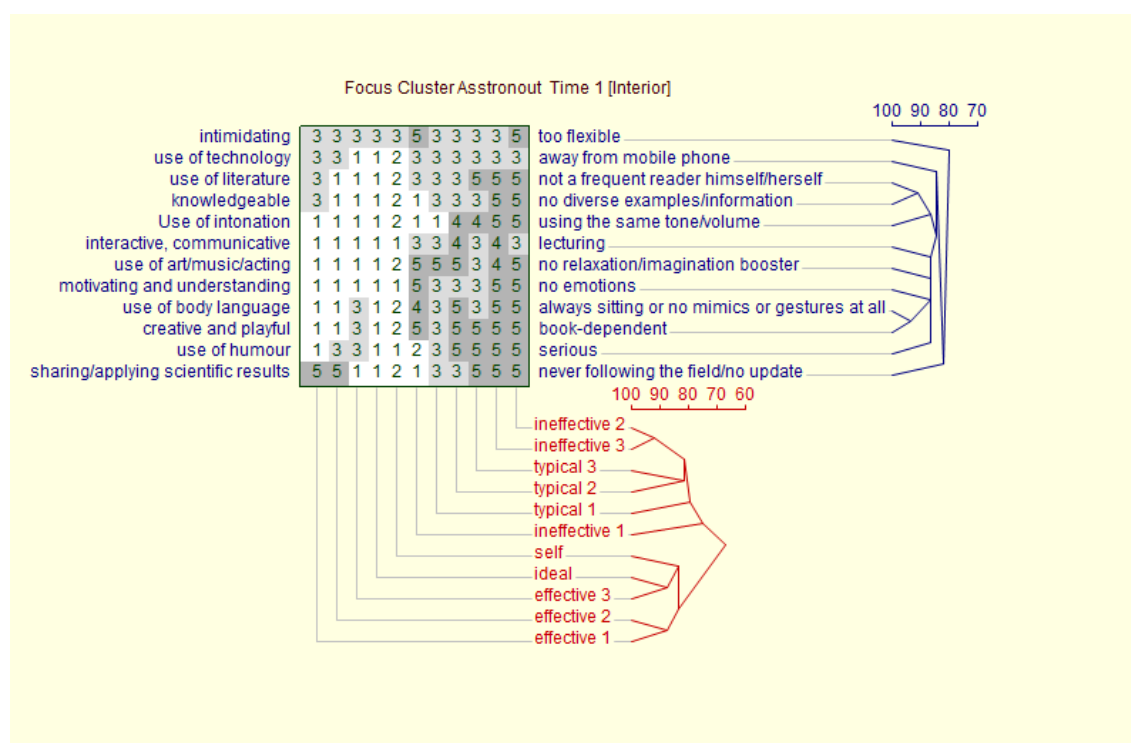 Focus Cluster Asstronout Time 1 [Interior]
100 90 80 70
intimidating 3 3 3 3 3 5 3 3 3 3 5 too flexible
use of technology 3 3 1 1 2 3 3 3 3 3 3 away from mobile phone
use of literature 3 1 1 1 2 3 3 3 5 5 5 not a frequent reader himself/herself
knowledgeable 3 1 1 1 2 1 3 3 3 5 5 no diverse examples/information
Use of intonation 1 1 1 1 2 1 1 4 4 5 5 using the same tone/volume
interactive, communicative 1 1 1 1 1 3 3 4 3 4 3 lecturing
use of art/music/acting 1 1 1 1 2 5 5 5 3 4 5 no relaxation/imagination booster
motivating and understanding 1 1 1 1 1 5 3 3 3 5 5 no emotions
use of body language 1 1 3 1 2 4 3 5 3 5 5 always sitting or no mimics or gestures at all
creative and playful 1 1 3 1 2 5 3 5 5 5 5 book-dependent
use of humour 1 3 3 1 1 2 3 5 5 5 5 serious
sharing/applying scientific results 5 5 1 1 2 1 3 3 5 5 5 never following the field/no update
100 90 80 70 60
ineffective 2
ineffective 3
typical 3
typical 2
typical 1
ineffective 1
self
ideal
effective 3
effective 2
effective 1